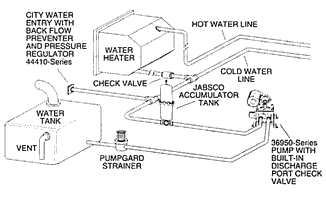 CITY WATER
ENTRY WITH
BACK FLOW
PREVENTER
AND PRESSURE
REGULATOR
44410-Series
HOT WATER LINE
WATER
HEATER
COLD WATER
LINE
CHECK VALVE
JABSCO
ACCUMULATOR
TANK
WATER
TANK
VENT
PUMPGARD
STRAINER
36950-Series
PUMP WITH
BUILT-IN
DISCHARGE
PORT CHECK
VALVE